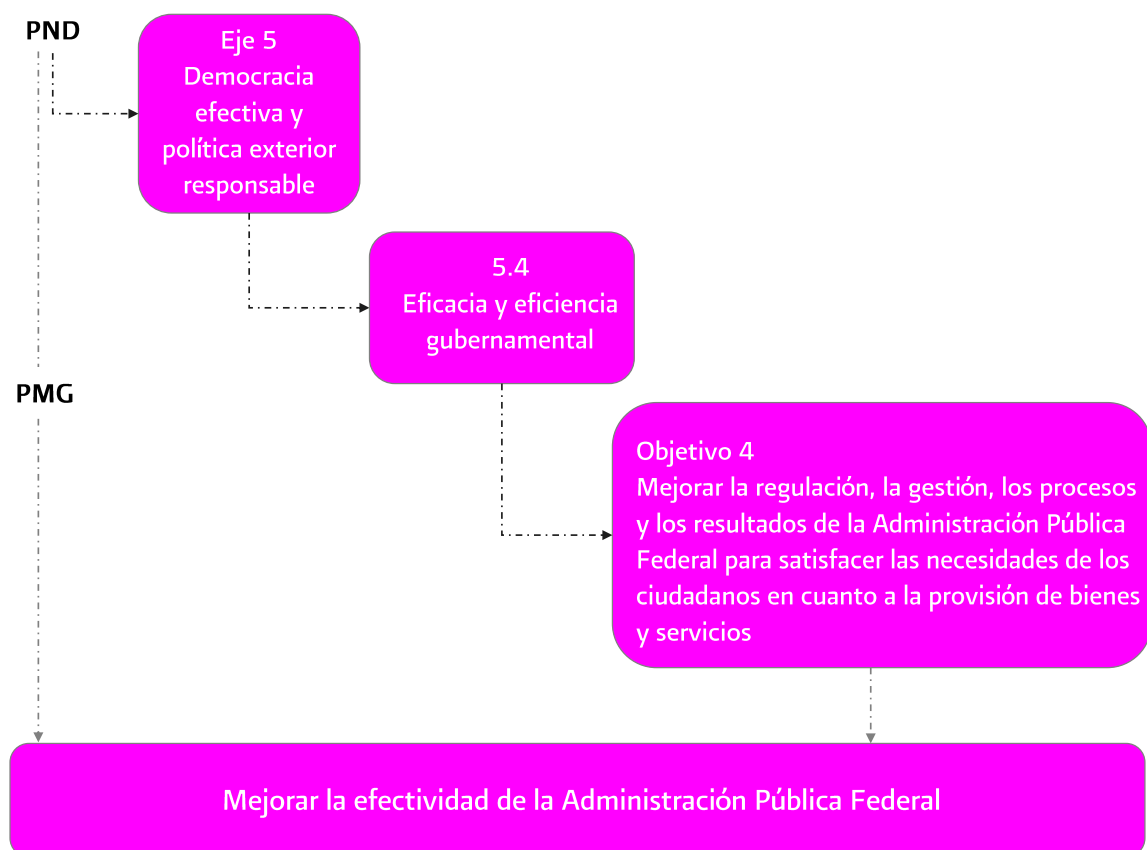 PND
Eje 5
Democracia
efectiva y
política exterior
responsable
5.4
Eficacia y eficiencia
gubernamental
PMG
Objetivo 4
Mejorar la regulación, la gestión, los procesos
y los resultados de la Administración Pública
Federal para satisfacer las necesidades de los
ciudadanos en cuanto a la provisión de bienes
y servicios
Mejorar la efectividad de la Administración Pública Federal